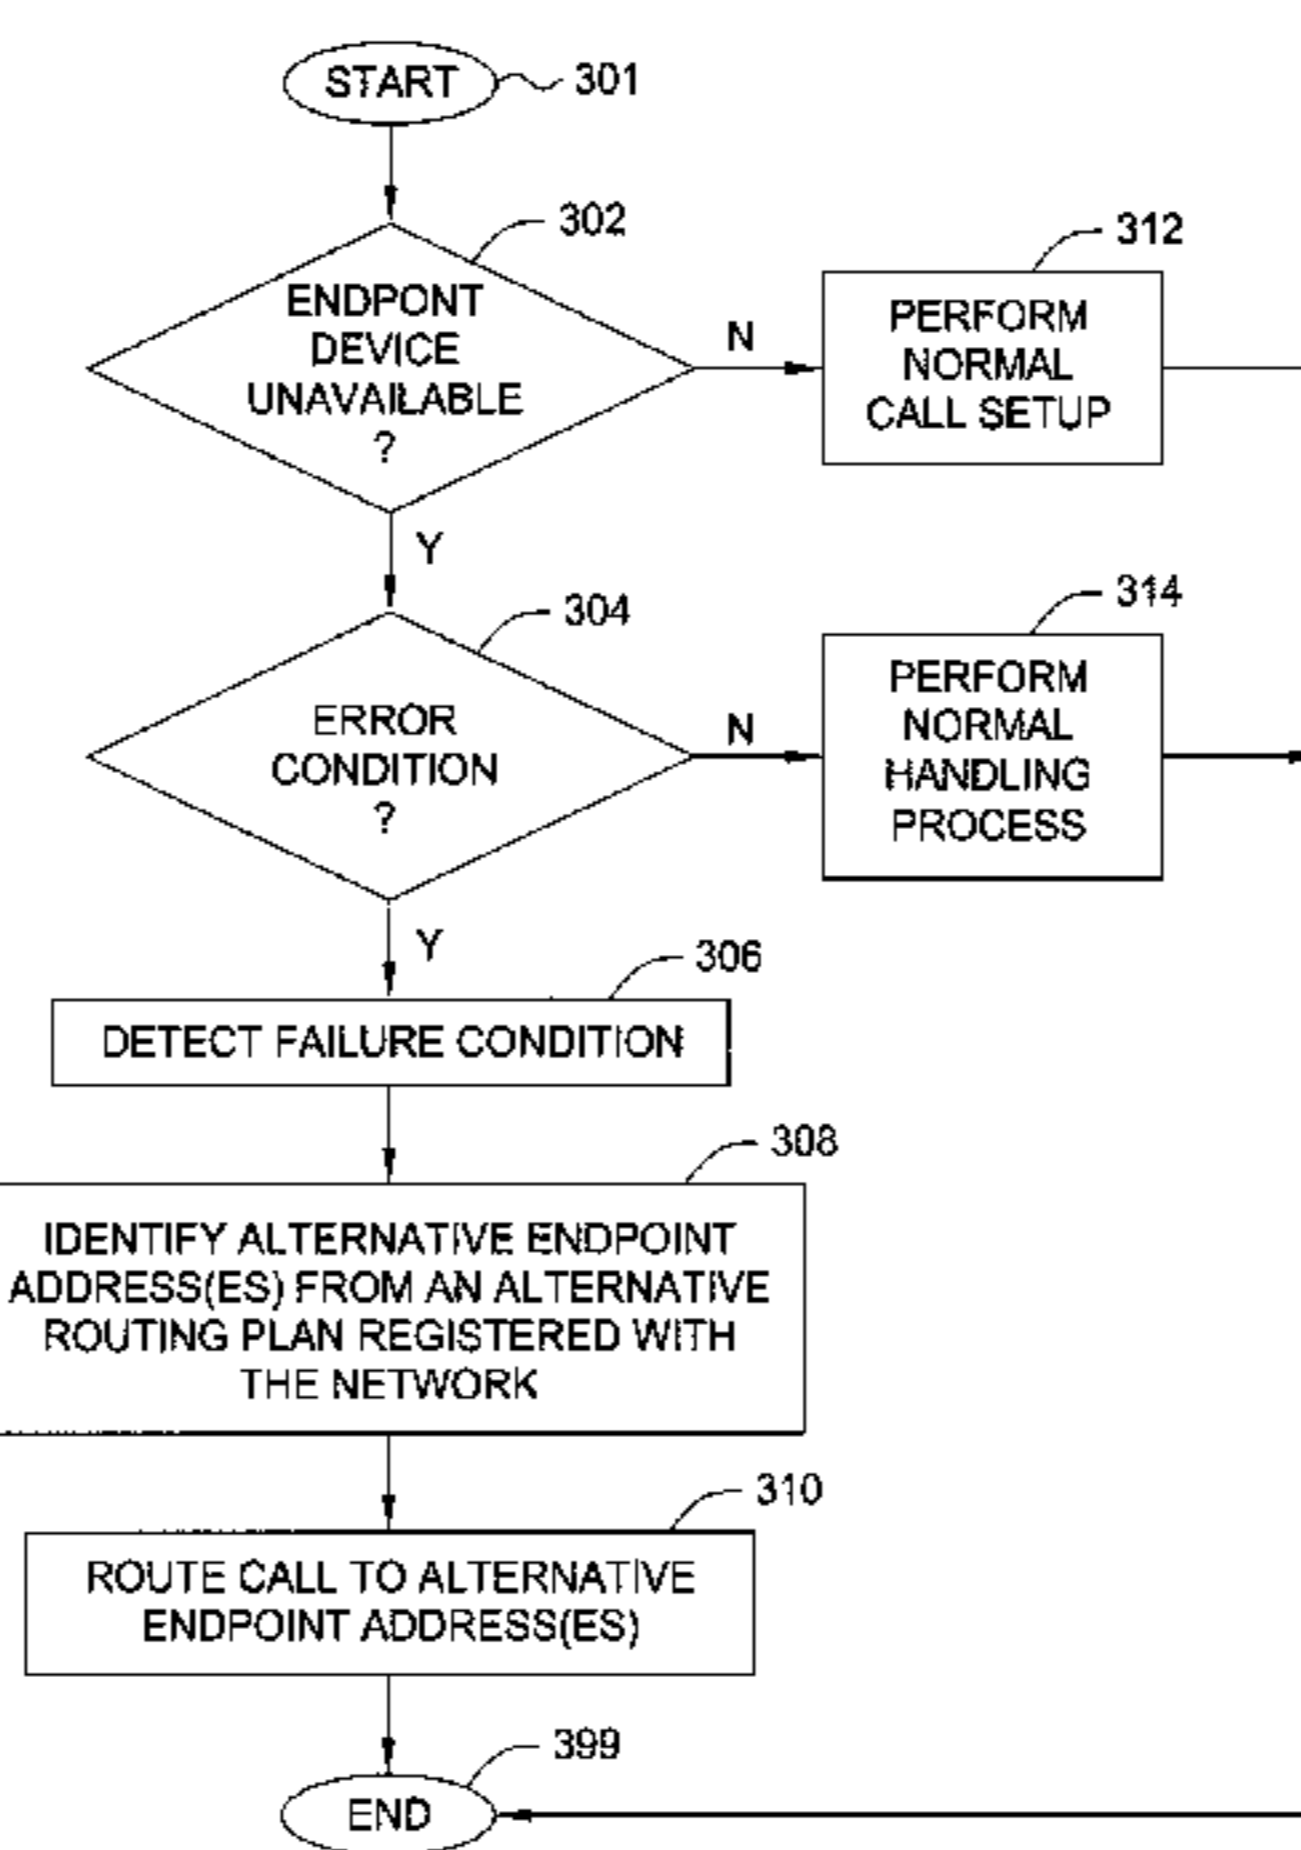 START
301
302
ENDPONT
DEVICE
UNAVAILABLE
?
N
312
PERFORM
NORMAL
CALL SETUP
Y
304
ERROR
CONDITION
?
N
314
PERFORM
NORMAL
HANDLING
PROCESS
Y
306
DETECT FAILURE CONDITION
308
IDENTIFY ALTERNATIVE ENDPOINT
ADDRESS(ES) FROM AN ALTERNATIVE
ROUTING PLAN REGISTERED WITH
THE NETWORK
310
ROUTE CALL TO ALTERNATIVE
ENDPOINT ADDRESS(ES)
399
END